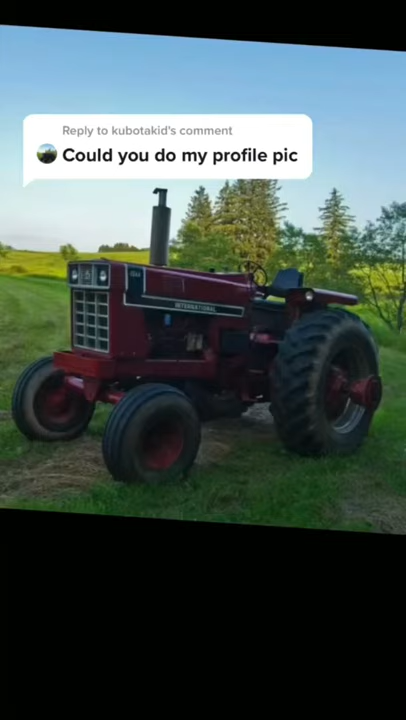 Reply to kubotakid's comment
Could you do my profile pic
INTERNATIONAL